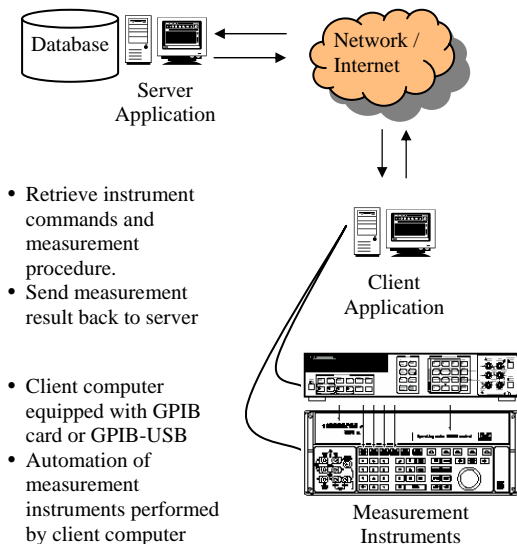 Database
Server
Application
Network /
Internet
• Retrieve instrument
commands and
measurement
procedure.
• Send measurement
result back to server
Client
Application
• Client computer
equipped with GPIB
card or GPIB-USB
• Automation of
measurement
instruments performed
by client computer
Measurement
Instruments